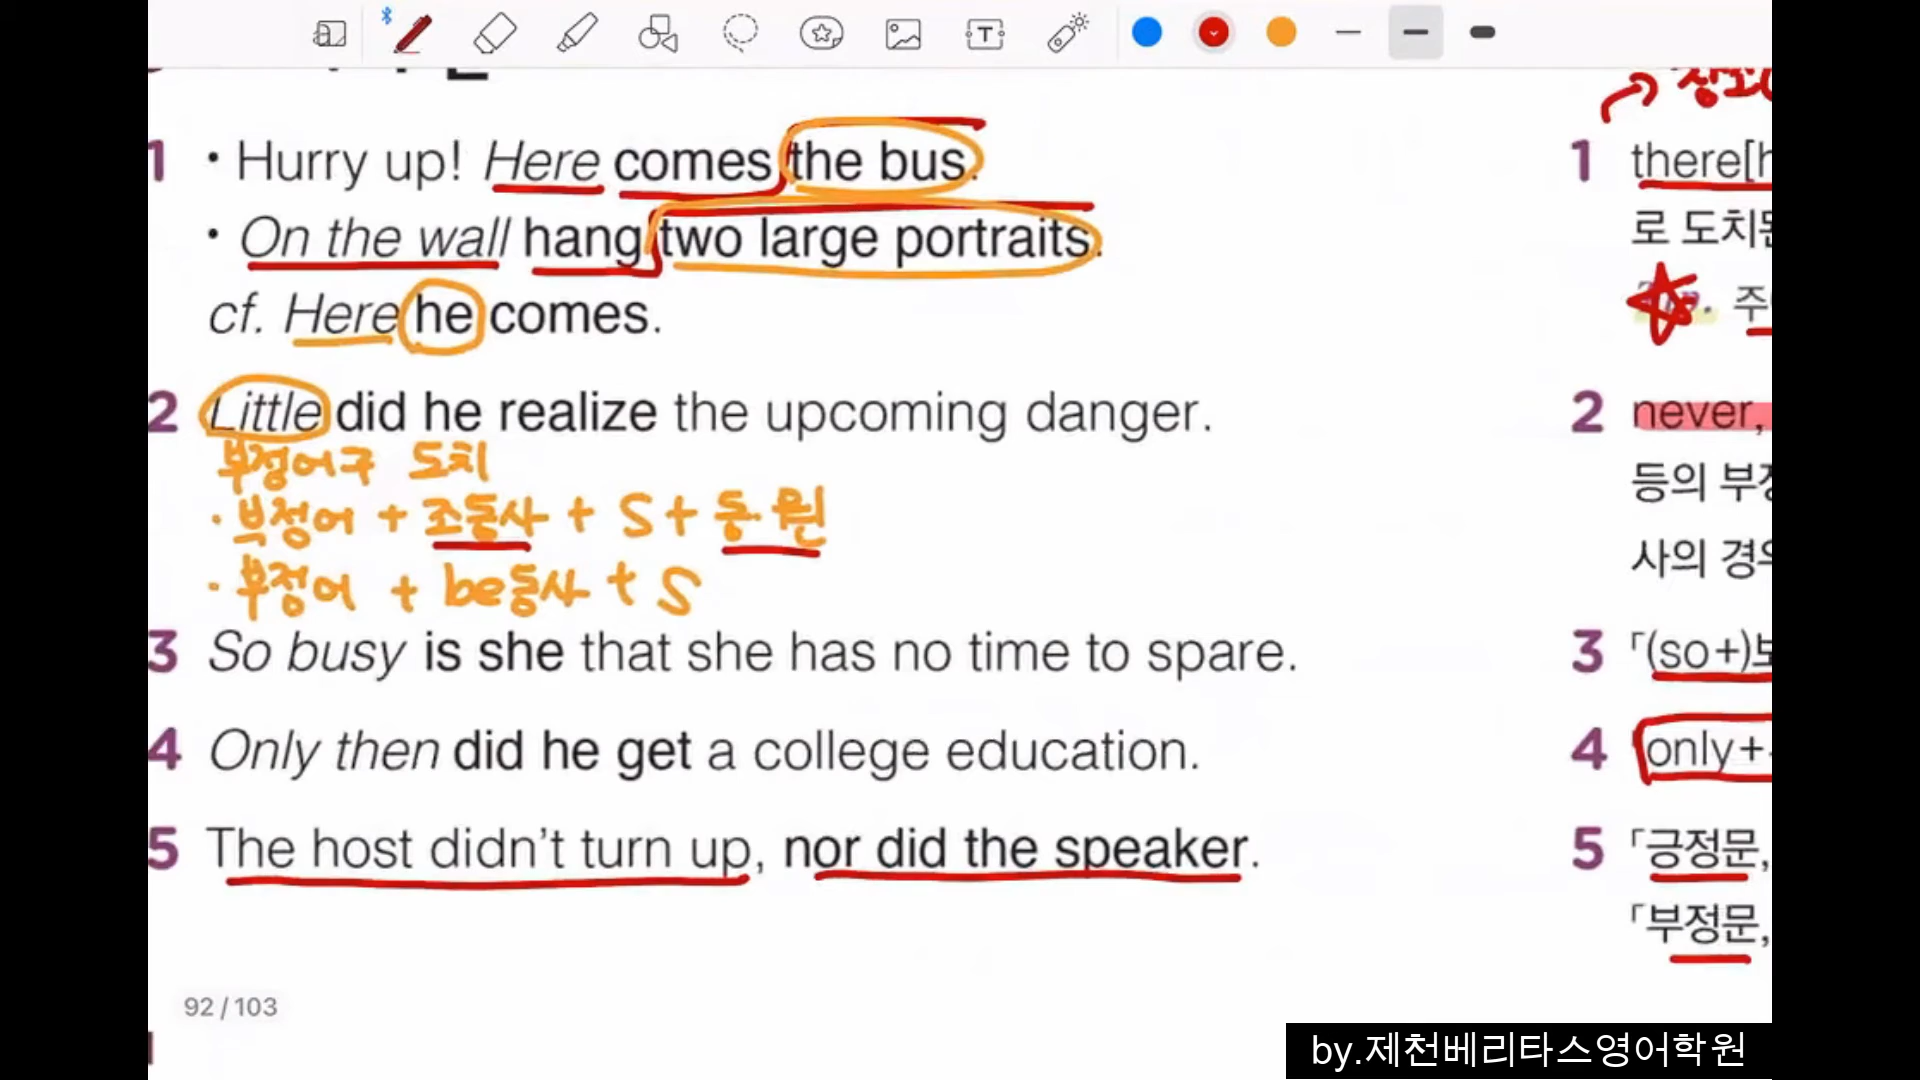 1 • Hurry up! Here comes the bus.
• On the wall hang two large portraits.
cf. Here he comes.
2 Little did he realize the upcoming danger.
부정어구 도치
· 부정어 + 조동사 + S + 동.원
· 부정어 + be동사 + S
3 So busy is she that she has no time to spare.
4 Only then did he get a college education.
5 The host didn't turn up, nor did the speaker.
1 there[h
로 도치된
주
2 never,
등의 부정
사의 경우
3 「(so+)보
4 only+
5 「긍정문,
「부정문,
92 / 103
by.제천베리타스영어학원